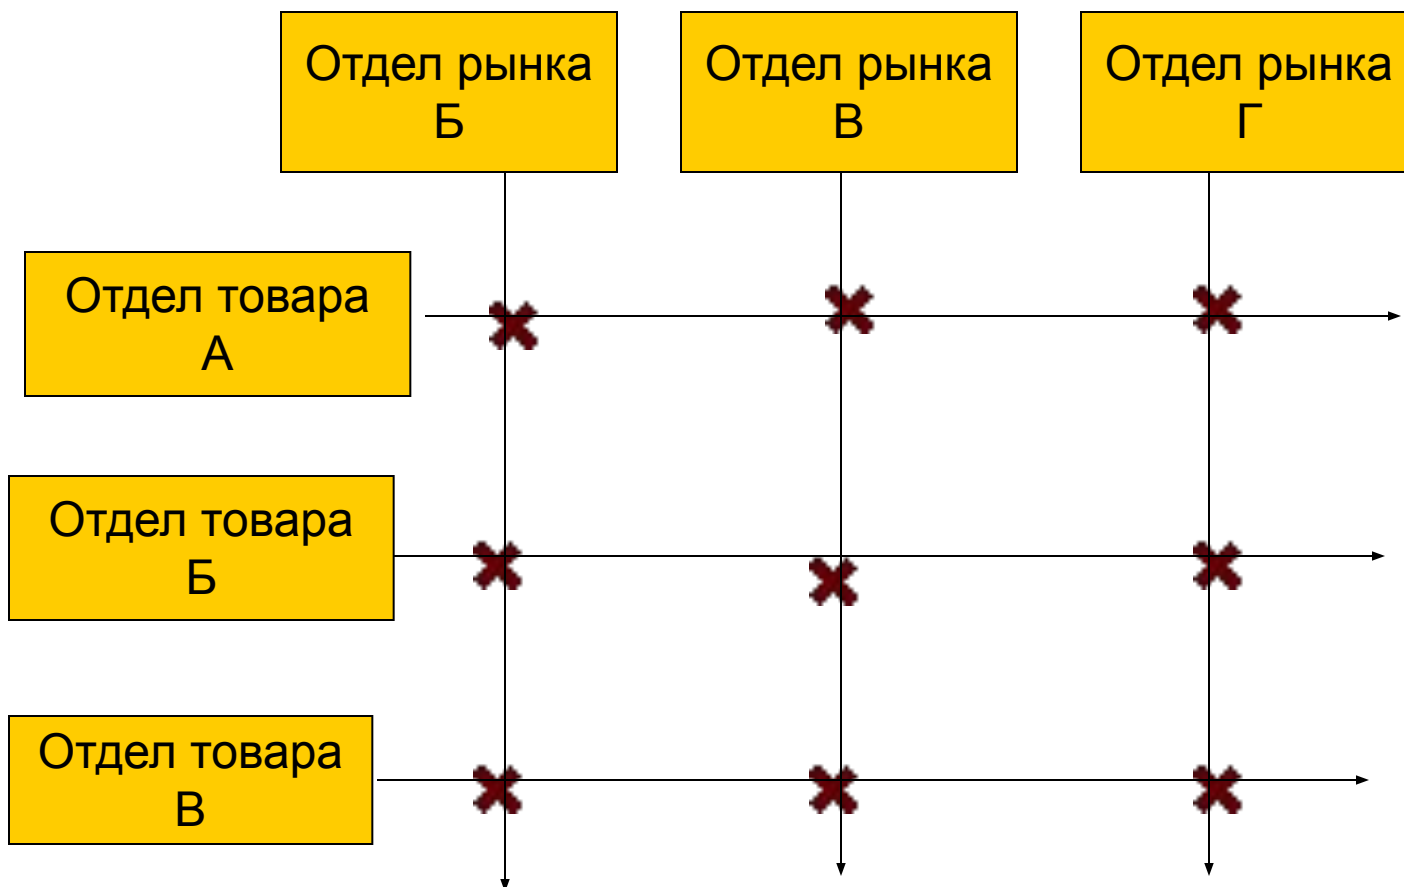 Отдел рынка
Б
Отдел рынка
В
Отдел рынка
Г
Отдел товара
А
Отдел товара
Б
Отдел товара
В